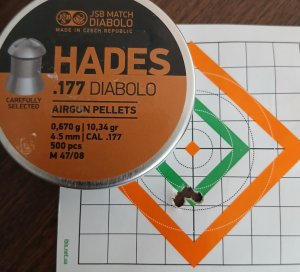 JSB MATCH
DIABOLO
MADE IN CZECH REPUBLIC
HADES
.177 DIABOLO
CAREFULLY
SELECTED
AIRGUN PELLETS
0,670 g | 10,34 gr
4.5 mm | CAL .177
500 pcs
M 47/08